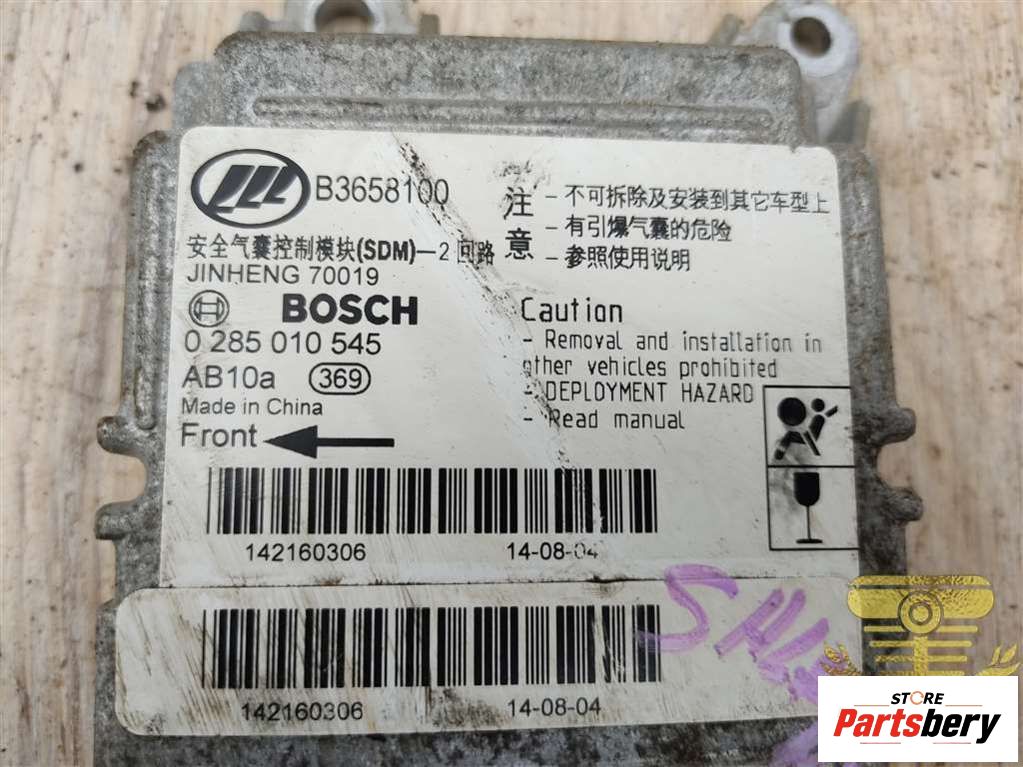 B3658100
安全气囊控制模块(SDM)—2回路
JINHENG 70019
BOSCH
0 285 010 545
AB10a 369
Made in China
Front
注意
- 不可拆除及安装到其它车型上
- 有引爆气囊的危险
- 参照使用说明
Caution
- Removal and installation in
other vehicles prohibited
- DEPLOYMENT HAZARD
- Read manual
142160306 14-08-04
142160306 14-08-04
STORE
Partsbery